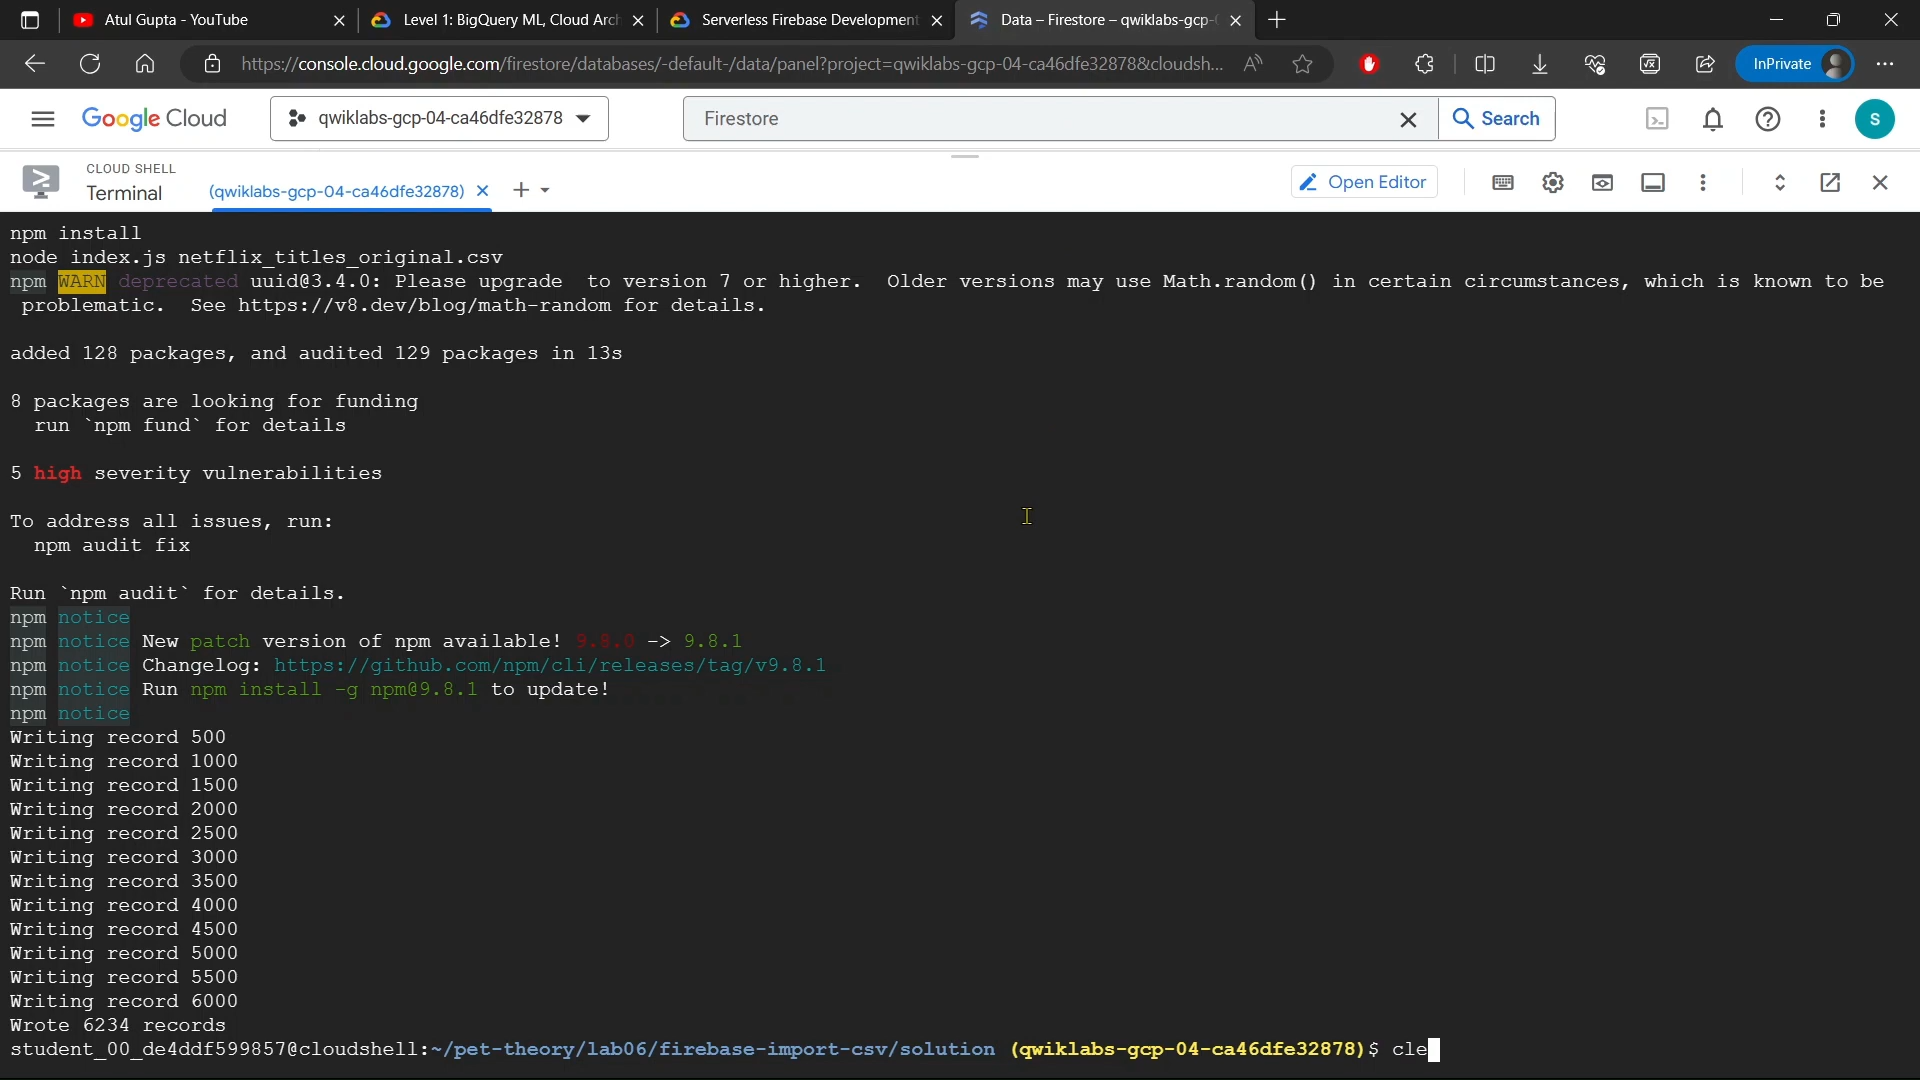 Atul Gupta - YouTube
Level 1: BigQuery ML, Cloud Arch
Serverless Firebase Development
Data – Firestore – qwiklabs-gcp-0
https://console.cloud.google.com/firestore/databases/-default-/data/panel?project=qwiklabs-gcp-04-ca46dfe32878&cloudsh...
InPrivate
Google Cloud
qwiklabs-gcp-04-ca46dfe32878
Firestore
Search
S
CLOUD SHELL
Terminal
(qwiklabs-gcp-04-ca46dfe32878)
Open Editor
npm install
node index.js netflix_titles_original.csv
npm WARN deprecated uuid@3.4.0: Please upgrade  to version 7 or higher.  Older versions may use Math.random() in certain circumstances, which is known to be
problematic.  See https://v8.dev/blog/math-random for details.
added 128 packages, and audited 129 packages in 13s
8 packages are looking for funding
run `npm fund` for details
5 high severity vulnerabilities
To address all issues, run:
npm audit fix
Run `npm audit` for details.
npm notice
npm notice New patch version of npm available! 9.8.0 -> 9.8.1
npm notice Changelog: https://github.com/npm/cli/releases/tag/v9.8.1
npm notice Run npm install -g npm@9.8.1 to update!
npm notice
Writing record 500
Writing record 1000
Writing record 1500
Writing record 2000
Writing record 2500
Writing record 3000
Writing record 3500
Writing record 4000
Writing record 4500
Writing record 5000
Writing record 5500
Writing record 6000
Wrote 6234 records
student_00_de4ddf599857@cloudshell:~/pet-theory/lab06/firebase-import-csv/solution (qwiklabs-gcp-04-ca46dfe32878)$ cle